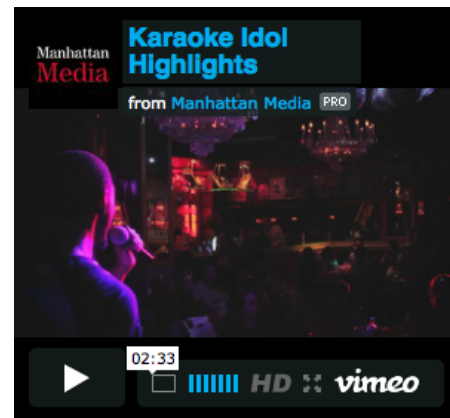 Manhattan
Media
Karaoke Idol
Highlights
from Manhattan Media PRO
02:33
HD vimeo